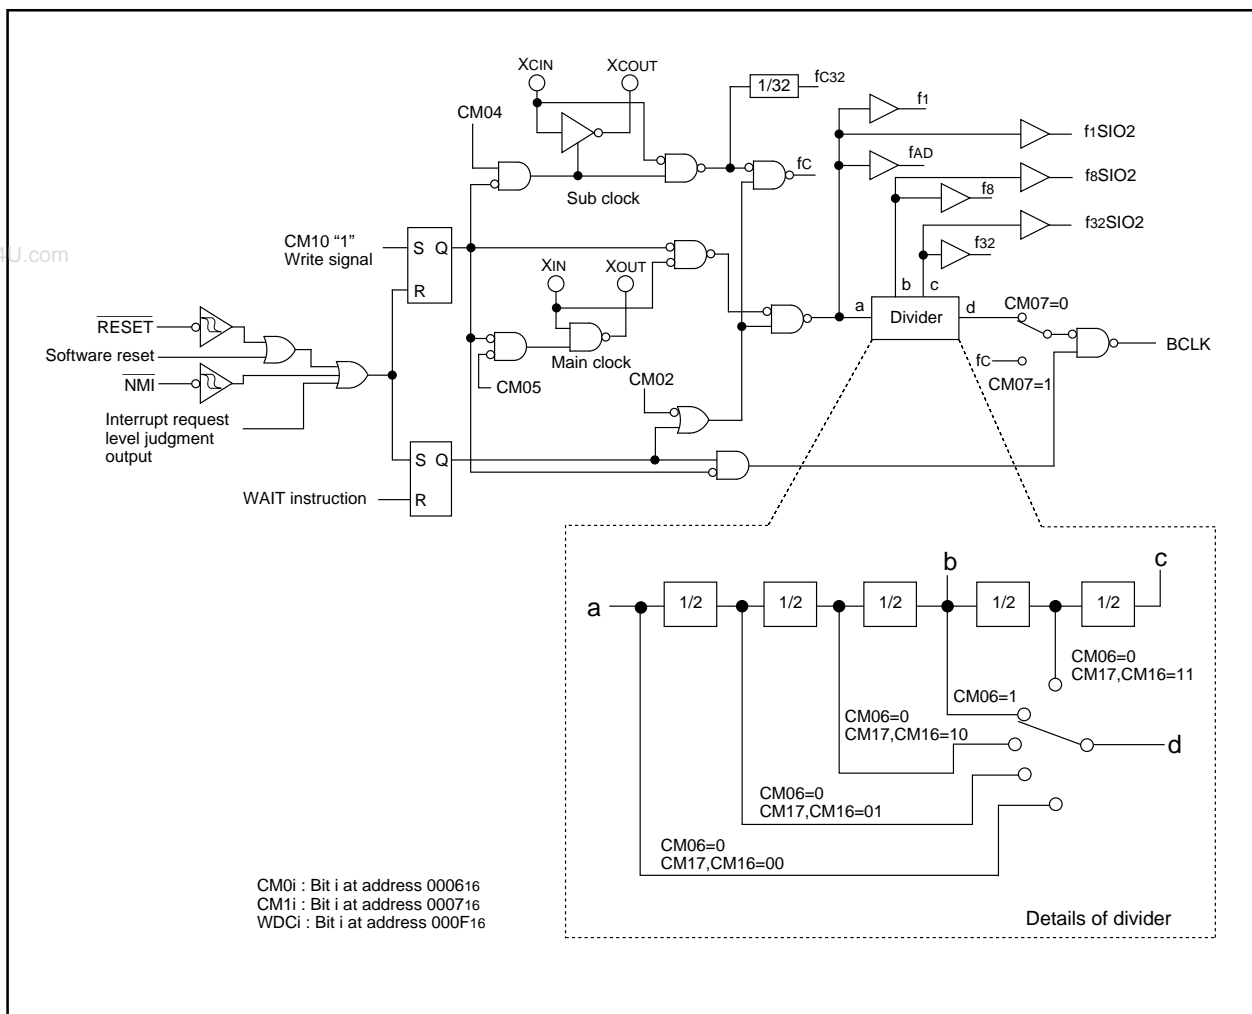 XCIN
XCOUT
1/32
fC32
f1
CM04
f1SIO2
fAD
fC
f8SIO2
f8
Sub clock
f32SIO2
f32
4U.com
CM10 “1”
Write signal
S Q
R
XIN
XOUT
b c
CM07=0
a
Divider
d
BCLK
RESET
Software reset
NMI
Main clock
CM05
CM02
fC
CM07=1
Interrupt request
level judgment
output
S Q
R
WAIT instruction
b
c
a
1/2
1/2
1/2
1/2
1/2
CM06=0
CM17,CM16=11
CM06=1
CM06=0
CM17,CM16=10
d
CM06=0
CM17,CM16=01
CM06=0
CM17,CM16=00
CM0i : Bit i at address 000616
CM1i : Bit i at address 000716
WDCi : Bit i at address 000F16
Details of divider